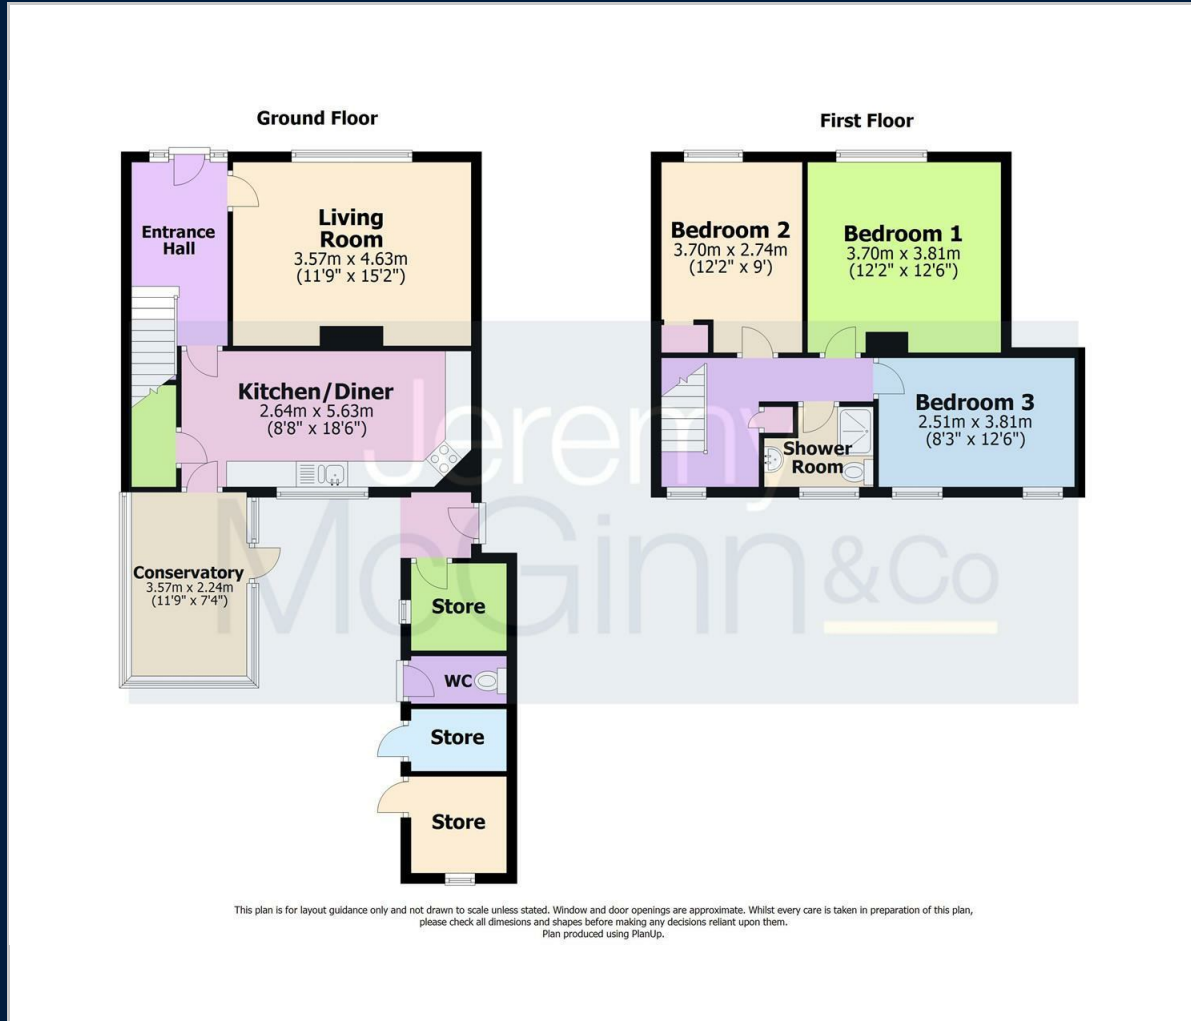 Ground Floor
First Floor
Entrance
Hall
Living
Room
3.57m x 4.63m
(11'9" x 15'2")
Kitchen/Diner
2.64m x 5.63m
(8'8" x 18'6")
Conservatory
3.57m x 2.24m
(11'9" x 7'4")
Store
WC
Store
Store
Bedroom 2
3.70m x 2.74m
(12'2" x 9')
Bedroom 1
3.70m x 3.81m
(12'2" x 12'6")
Bedroom 3
2.51m x 3.81m
(8'3" x 12'6")
Shower
Room
Jeremy
McGinn & Co
This plan is for layout guidance only and not drawn to scale unless stated. Window and door openings are approximate. Whilst every care is taken in preparation of this plan,
please check all dimesions and shapes before making any decisions reliant upon them.
Plan produced using PlanUp.